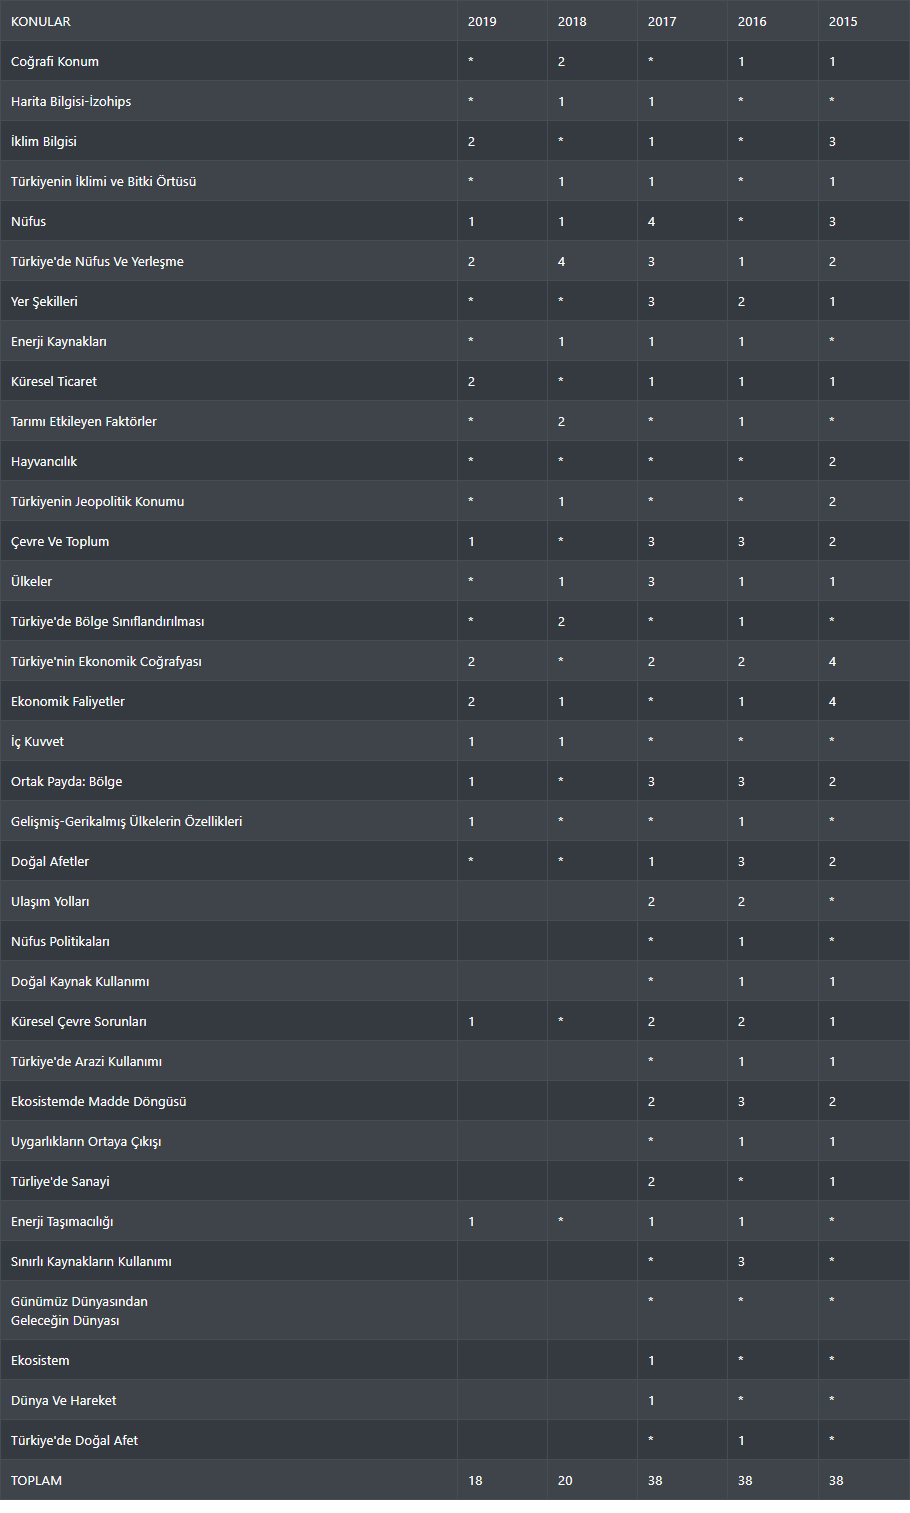 KONULAR 2019 2018 2017 2016 2015
Coğrafi Konum * 2 * 1 1
Harita Bilgisi-İzohips * 1 1 * *
İklim Bilgisi 2 * 1 * 3
Türkiyenin İklimi ve Bitki Örtüsü * 1 1 * 1
Nüfus 1 1 4 * 3
Türkiye'de Nüfus Ve Yerleşme 2 4 3 1 2
Yer Şekilleri * * 3 2 1
Enerji Kaynakları * 1 1 1 *
Küresel Ticaret 2 * 1 1 1
Tarımı Etkileyen Faktörler * 2 * 1 *
Hayvancılık * * * * 2
Türkiyenin Jeopolitik Konumu * 1 * * 2
Çevre Ve Toplum 1 * 3 3 2
Ülkeler * 1 3 1 1
Türkiye'de Bölge Sınıflandırılması * 2 * 1 *
Türkiye'nin Ekonomik Coğrafyası 2 * 2 2 4
Ekonomik Faliyetler 2 1 * 1 4
İç Kuvvet 1 1 * * *
Ortak Payda: Bölge 1 * 3 3 2
Gelişmiş-Gerikalmış Ülkelerin Özellikleri 1 * * 1 *
Doğal Afetler * * 1 3 2
Ulaşım Yolları 2 2 *
Nüfus Politikaları * 1 *
Doğal Kaynak Kullanımı * 1 1
Küresel Çevre Sorunları 1 * 2 2 1
Türkiye'de Arazi Kullanımı * 1 1
Ekosistemde Madde Döngüsü 2 3 2
Uygarlıkların Ortaya Çıkışı * 1 1
Türliye'de Sanayi 2 * 1
Enerji Taşımacılığı 1 * 1 1 *
Sınırlı Kaynakların Kullanımı * 3 *
Günümüz Dünyasından * * *
Geleceğin Dünyası
Ekosistem 1 * *
Dünya Ve Hareket 1 * *
Türkiye'de Doğal Afet * 1 *
TOPLAM 18 20 38 38 38